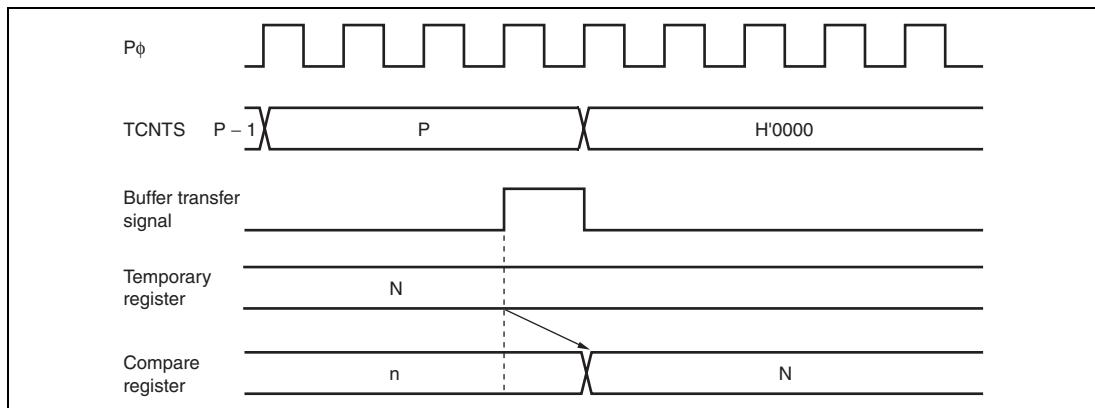 Pφ
TCNTS P – 1 P H'0000
Buffer transfer
signal
Temporary
register
N
Compare
register
n N